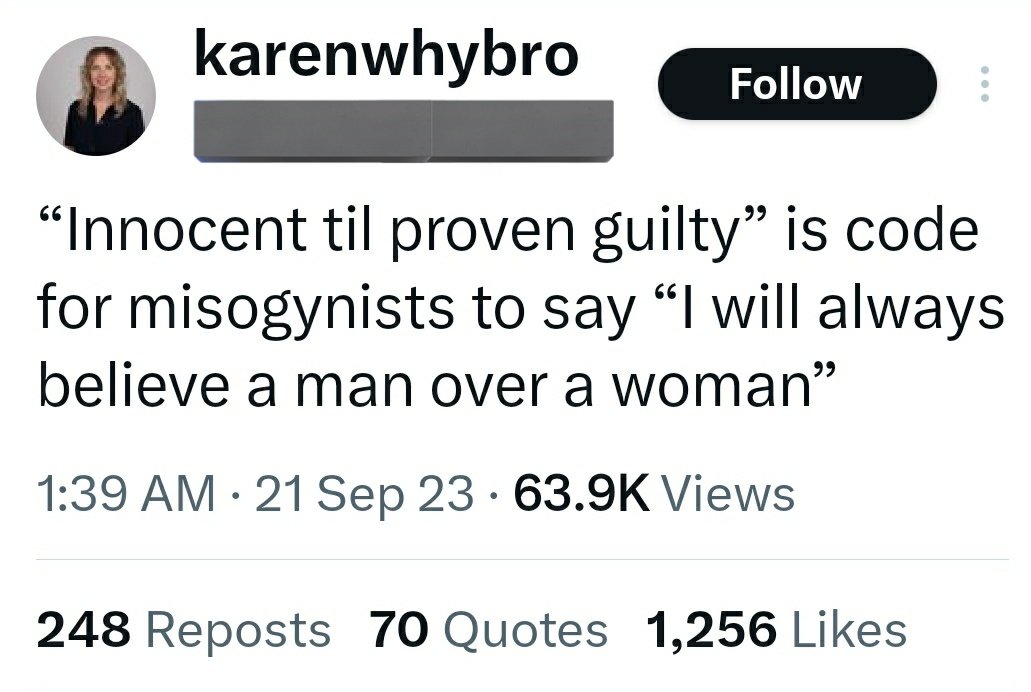 karenwhybro
Follow
“Innocent til proven guilty” is code
for misogynists to say “I will always
believe a man over a woman”
1:39 AM · 21 Sep 23 · 63.9K Views
248 Reposts 70 Quotes 1,256 Likes